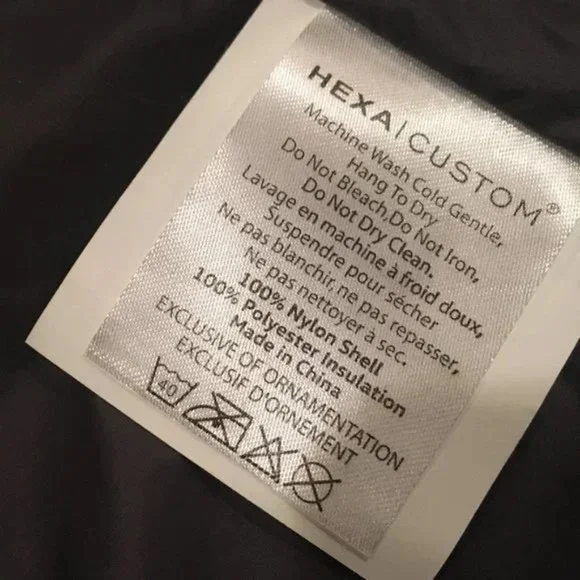 HEXA|CUSTOM®
Machine Wash Cold Gentle,
Hang To Dry
Do Not Bleach,Do Not Iron,
Do Not Dry Clean.
Lavage en machine à froid doux,
Suspendre pour sécher
Ne pas blanchir, ne pas repasser,
Ne pas nettoyer à sec.
100% Nylon Shell
100% Polyester Insulation
Made in China
EXCLUSIVE OF ORNAMENTATION
EXCLUSIF D'ORNEMENT
40